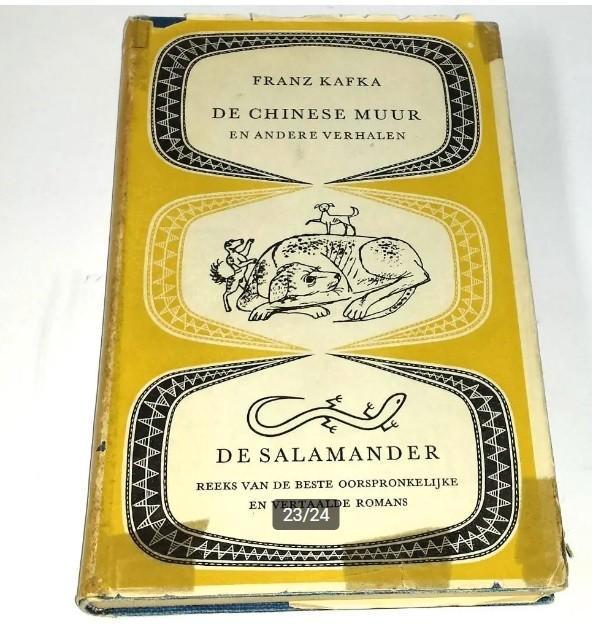 FRANZ KAFKA
DE CHINESE MUUR
EN ANDERE VERHALEN
DE SALAMANDER
REEKS VAN DE BESTE OORSPRONKELIJKE
EN VERTAALDE ROMANS
23/24